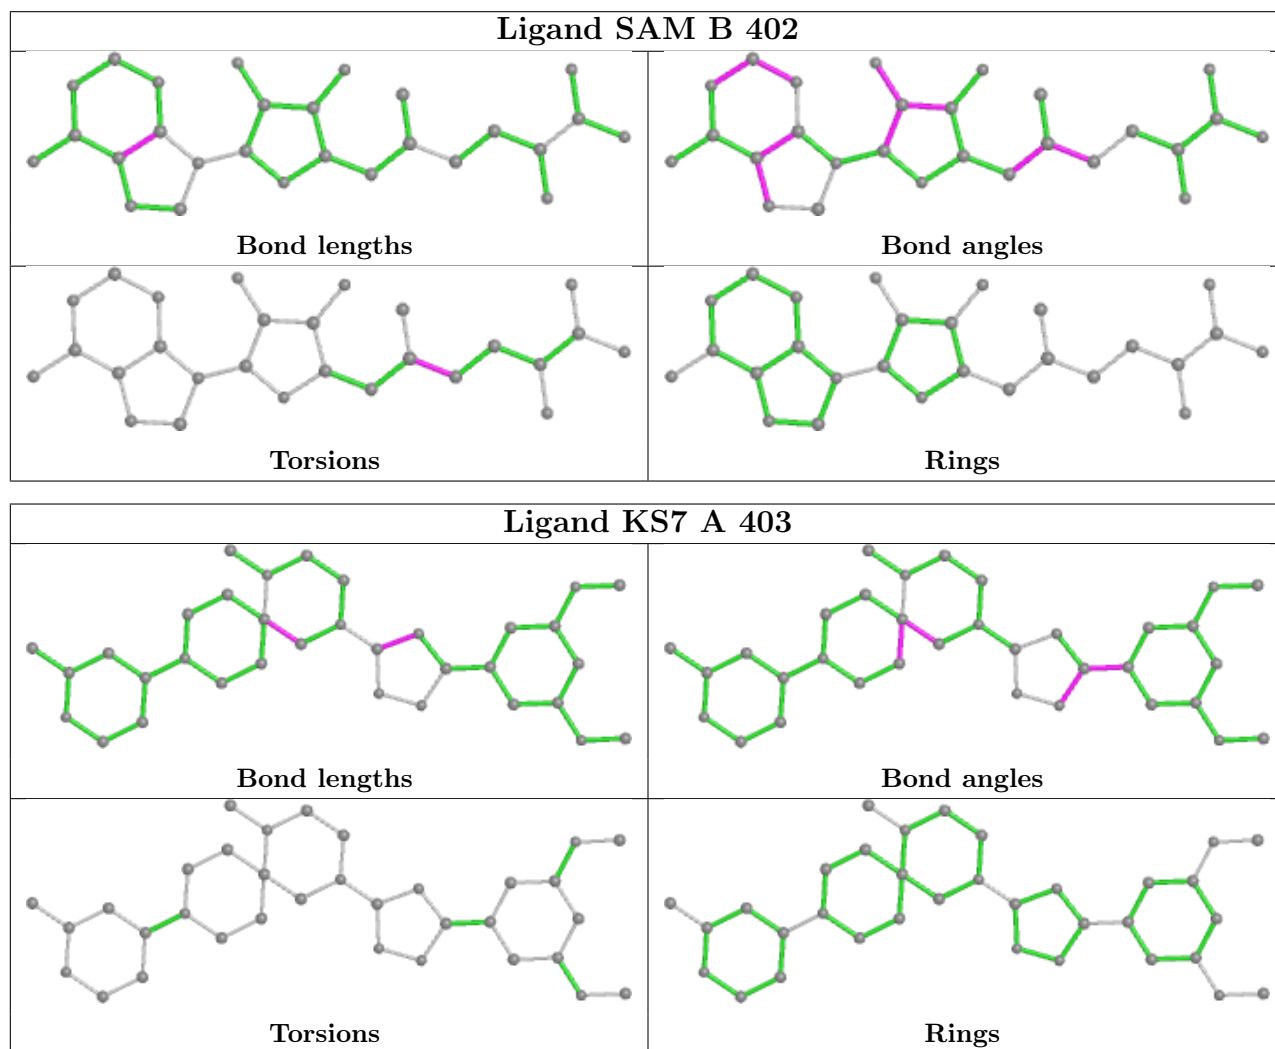 Ligand SAM B 402
Bond lengths
Bond angles
Torsions
Rings
Ligand KS7 A 403
Bond lengths
Bond angles
Torsions
Rings